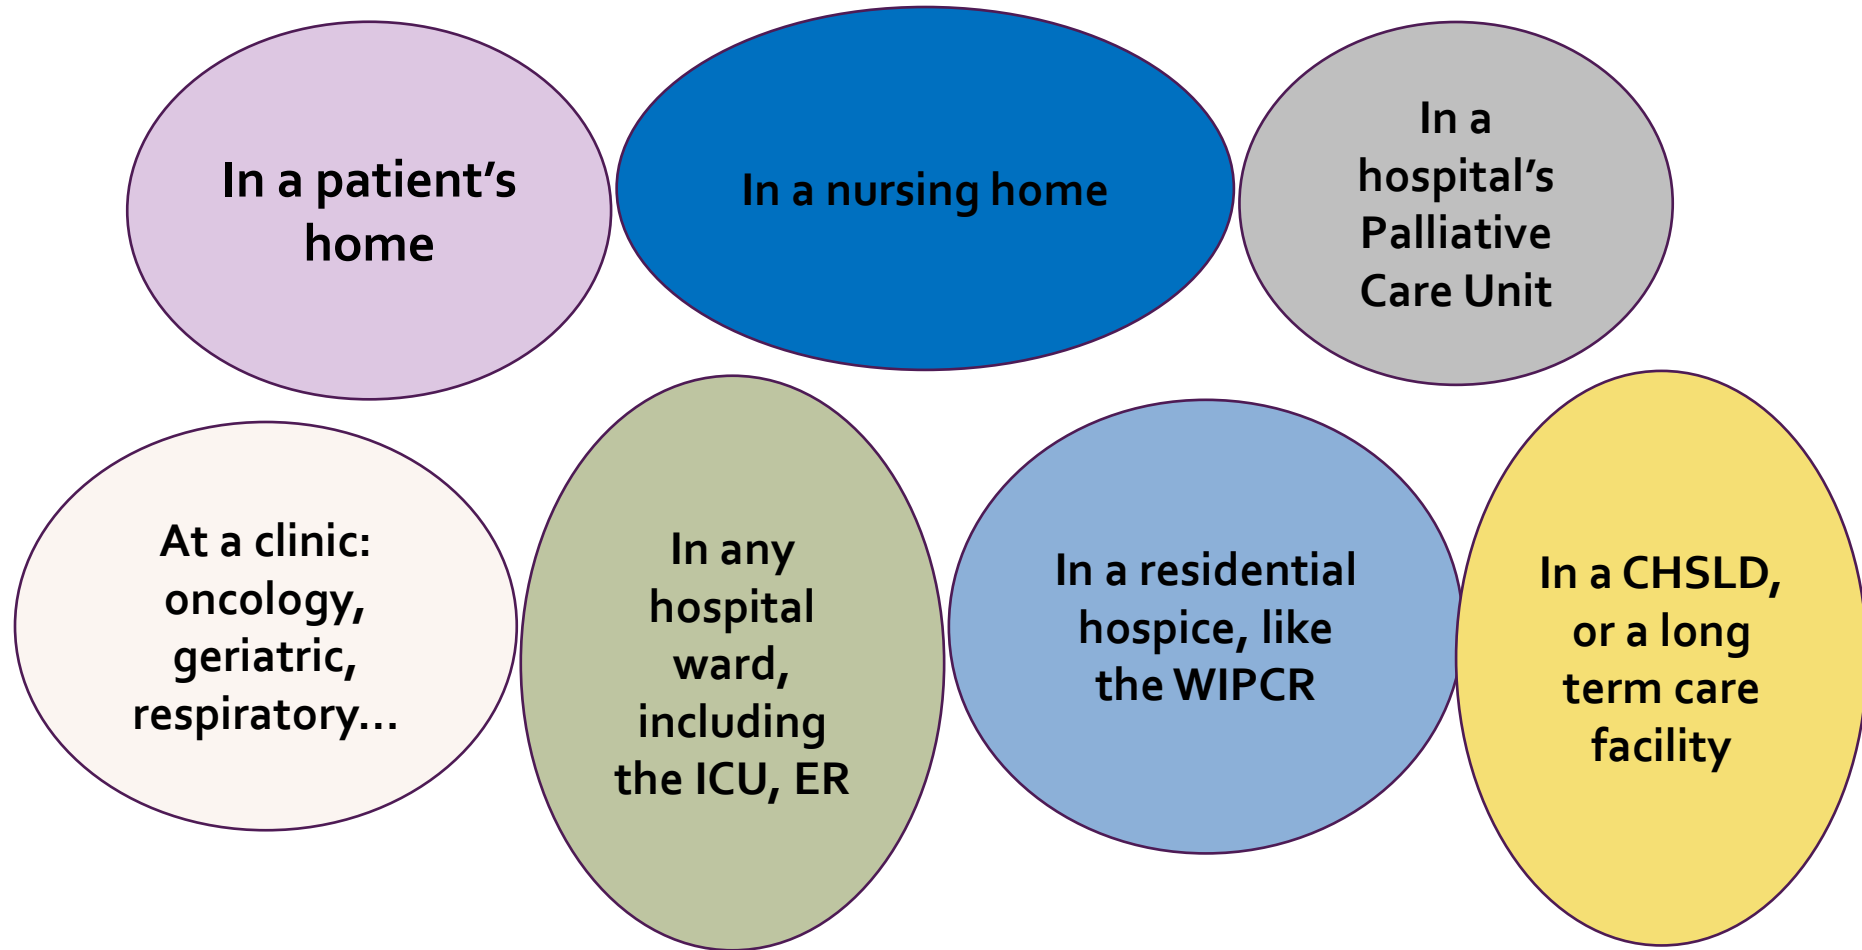 In a patient’s
home
In a nursing home
In a
hospital’s
Palliative
Care Unit
At a clinic:
oncology,
geriatric,
respiratory…
In any
hospital
ward,
including
the ICU, ER
In a residential
hospice, like
the WIPCR
In a CHSLD,
or a long
term care
facility